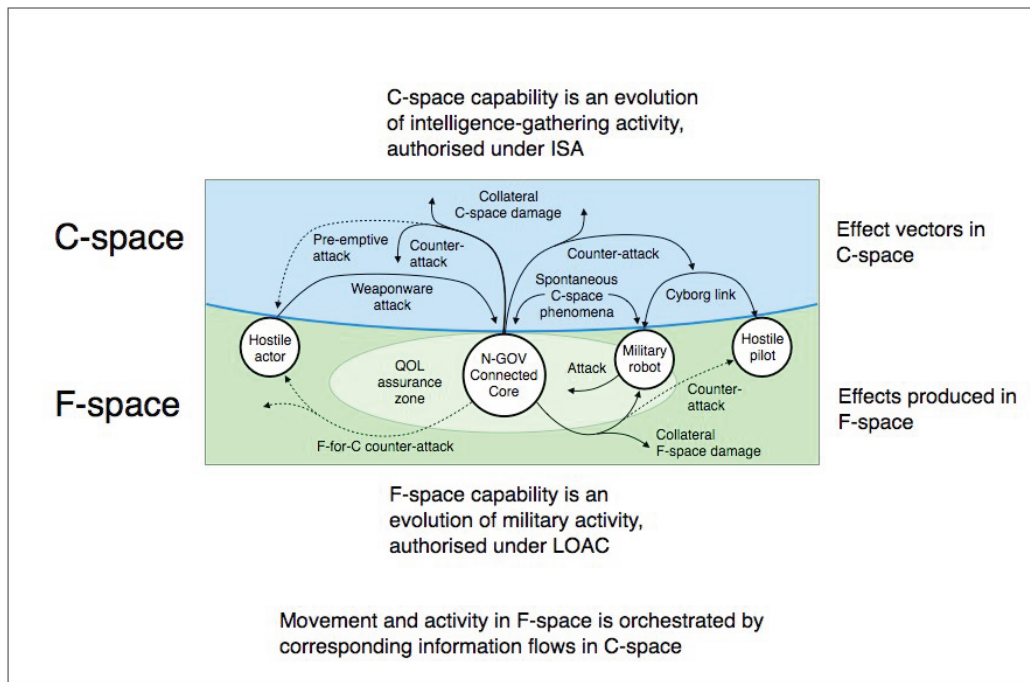 C-space capability is an evolution
of intelligence-gathering activity,
authorised under ISA
C-space
Collateral
C-space damage
Pre-emptive
attack
Counter-
attack
Counter-attack
Weaponware
attack
Spontaneous
C-space
phenomena
Cyborg link
Effect vectors in
C-space
Hostile
actor
N-GOV
Connected
Core
Military
robot
Hostile
pilot
QOL
assurance
zone
Attack
Counter-
attack
F-space
F-for-C counter-attack
Collateral
F-space damage
Effects produced in
F-space
F-space capability is an
evolution of military activity,
authorised under LOAC
Movement and activity in F-space is orchestrated by
corresponding information flows in C-space